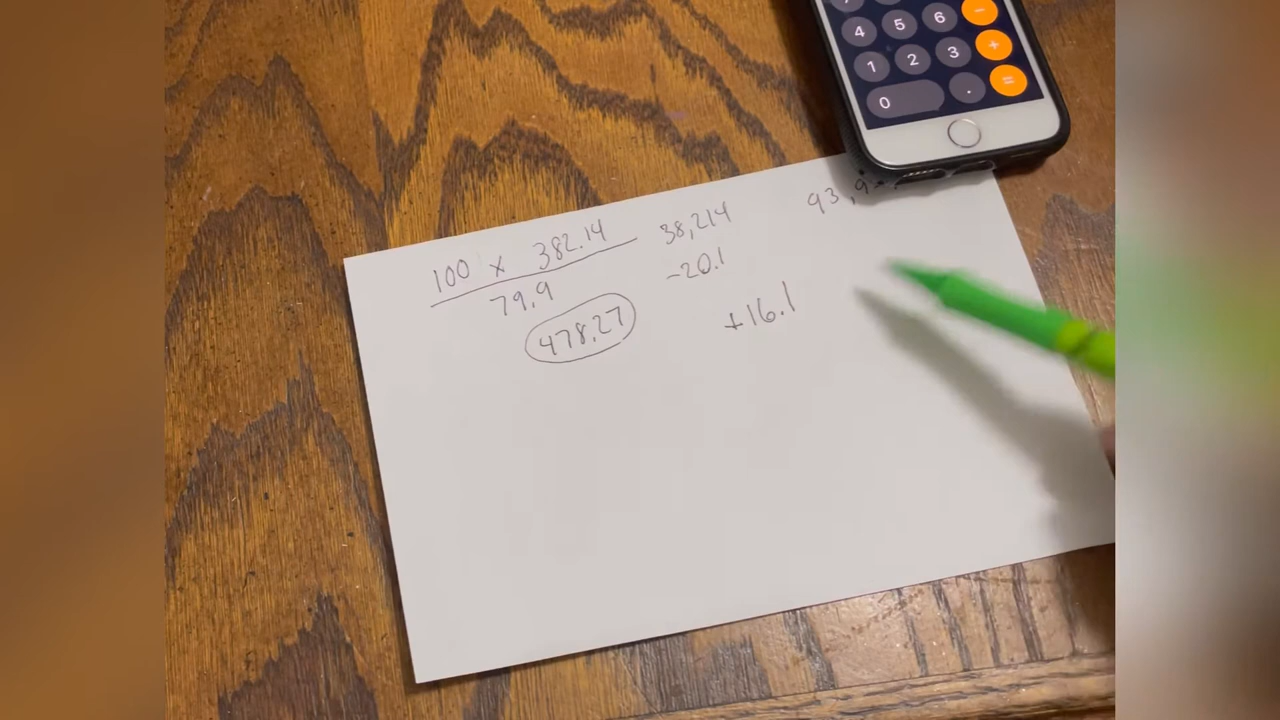 100 x 382.14
79.9
478.27
38,214
-20.1
+16.1
93,9
4 5 6 −
1 2 3 +
0 . =